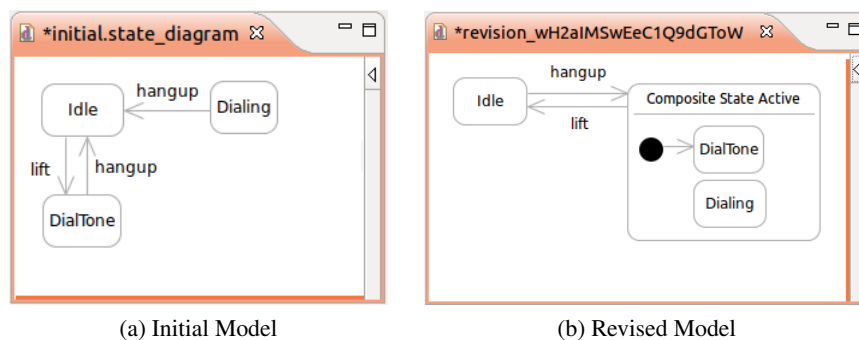 *initial.state_diagram
hangup
Idle
Dialing
lift
hangup
DialTone
(a) Initial Model
*revision_wH2aIMSwEeC1Q9dGToW
hangup
Idle
Composite State Active
lift
DialTone
Dialing
(b) Revised Model